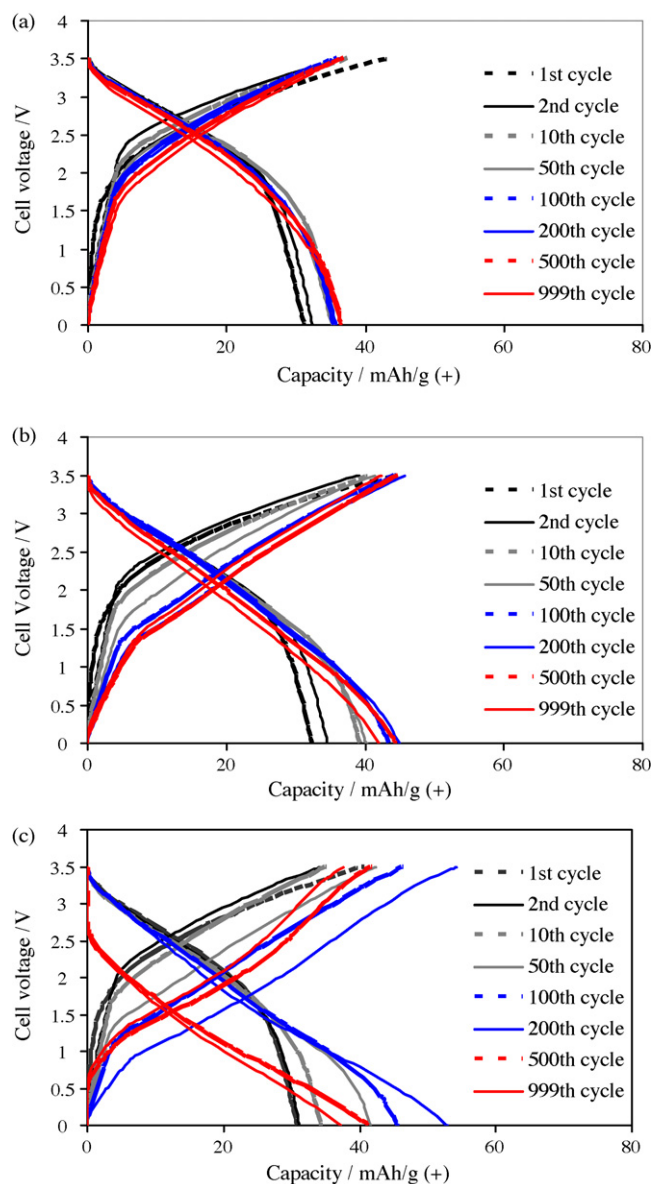 (a)
4
3.5
3
2.5
2
1.5
1
0.5
0
Cell voltage / V
1st cycle
2nd cycle
10th cycle
50th cycle
100th cycle
200th cycle
500th cycle
999th cycle
0 20 40 60 80
Capacity / mAh/g (+)
(b)
4
3.5
3
2.5
2
1.5
1
0.5
0
Cell Voltage / V
1st cycle
2nd cycle
10th cycle
50th cycle
100th cycle
200th cycle
500th cycle
999th cycle
0 20 40 60 80
Capacity / mAh/g (+)
(c)
4
3.5
3
2.5
2
1.5
1
0.5
0
Cell voltage / V
1st cycle
2nd cycle
10th cycle
50th cycle
100th cycle
200th cycle
500th cycle
999th cycle
0 20 40 60 80
Capacity / mAh/g (+)